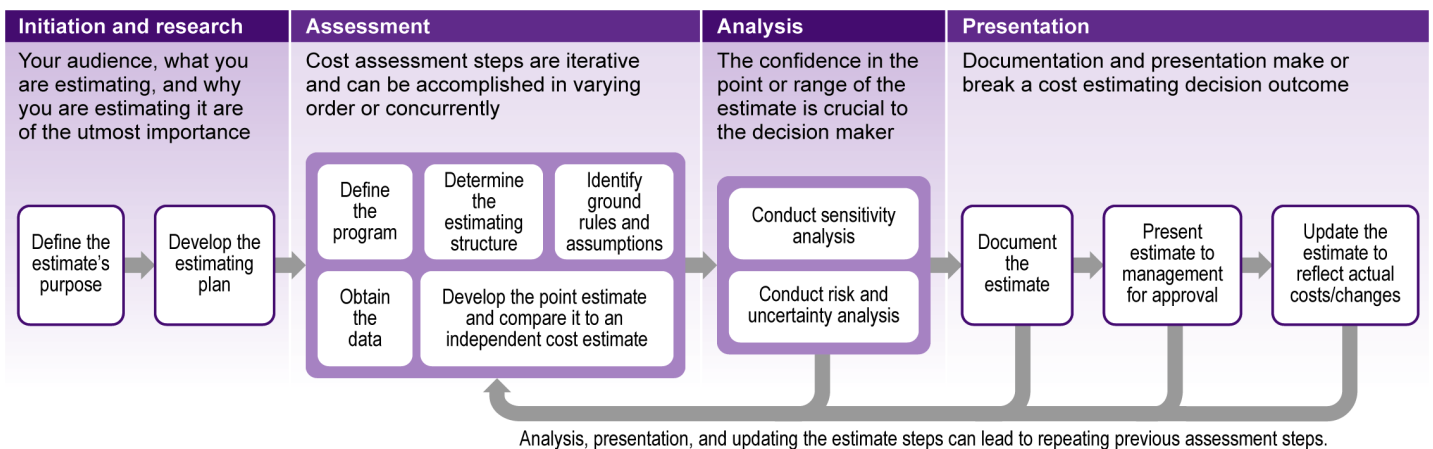 Initiation and research
Your audience, what you
are estimating, and why
you are estimating it are
of the utmost importance
Define the
estimate's
purpose
Develop the
estimating
plan
Assessment
Cost assessment steps are iterative
and can be accomplished in varying
order or concurrently
Define
the
program
Determine
the
estimating
structure
Identify
ground
rules and
assumptions
Obtain
the
data
Develop the point estimate
and compare it to an
independent cost estimate
Analysis
The confidence in the
point or range of the
estimate is crucial to
the decision maker
Conduct sensitivity
analysis
Conduct risk and
uncertainty analysis
Presentation
Documentation and presentation make or
break a cost estimating decision outcome
Document
the
estimate
Present
estimate to
management
for approval
Update the
estimate to
reflect actual
costs/changes
Analysis, presentation, and updating the estimate steps can lead to repeating previous assessment steps.